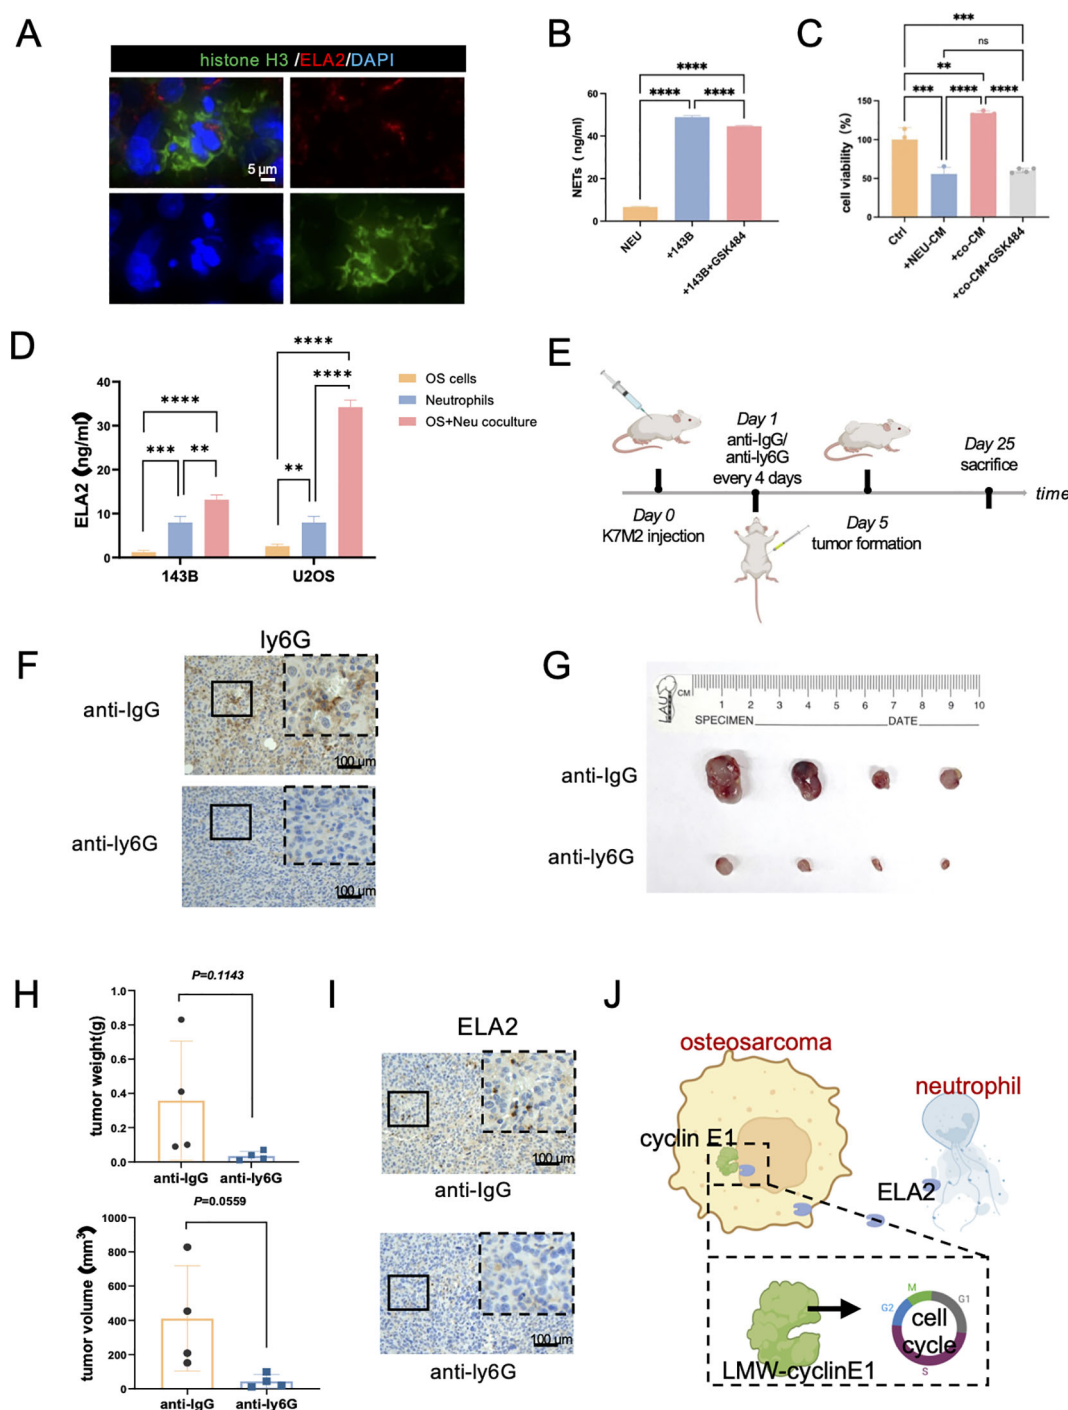 A
histone H3 /ELA2/DAPI
5 μm
B
NETs (ng/ml)
60
40
20
0
****
****
****
NEU
+143B
+143B+GSK484
C
cell viability (%)
150
100
50
0
***
ns
**
***
****
****
Ctrl
+NEU-CM
+co-CM
+co-CM+GSK484
D
ELA2 (ng/ml)
40
30
20
10
0
****
***
**
****
**
****
143B
U2OS
OS cells
Neutrophils
OS+Neu coculture
E
Day 0
K7M2 injection
Day 1
anti-IgG/
anti-ly6G
every 4 days
Day 5
tumor formation
Day 25
sacrifice
time
F
ly6G
anti-IgG
100 μm
anti-ly6G
100 μm
G
CM
1 2 3 4 5 6 7 8 9 10
SPECIMEN
DATE
LAU
anti-IgG
anti-ly6G
H
P=0.1143
tumor weight(g)
1.0
0.8
0.6
0.4
0.2
0.0
anti-IgG
anti-ly6G
P=0.0559
tumor volume (mm³)
1000
800
600
400
200
0
anti-IgG
anti-ly6G
I
ELA2
100 μm
anti-IgG
100 μm
anti-ly6G
J
osteosarcoma
neutrophil
cyclin E1
ELA2
LMW-cyclinE1
M
G1
G2
S
cell
cycle